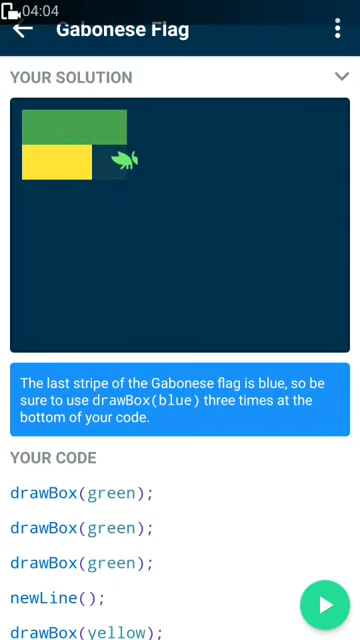 04:04
Gabonese Flag
YOUR SOLUTION
The last stripe of the Gabonese flag is blue, so be
sure to use drawBox(blue) three times at the
bottom of your code.
YOUR CODE
drawBox(green);
drawBox(green);
drawBox(green);
newLine();
drawBox(yellow);